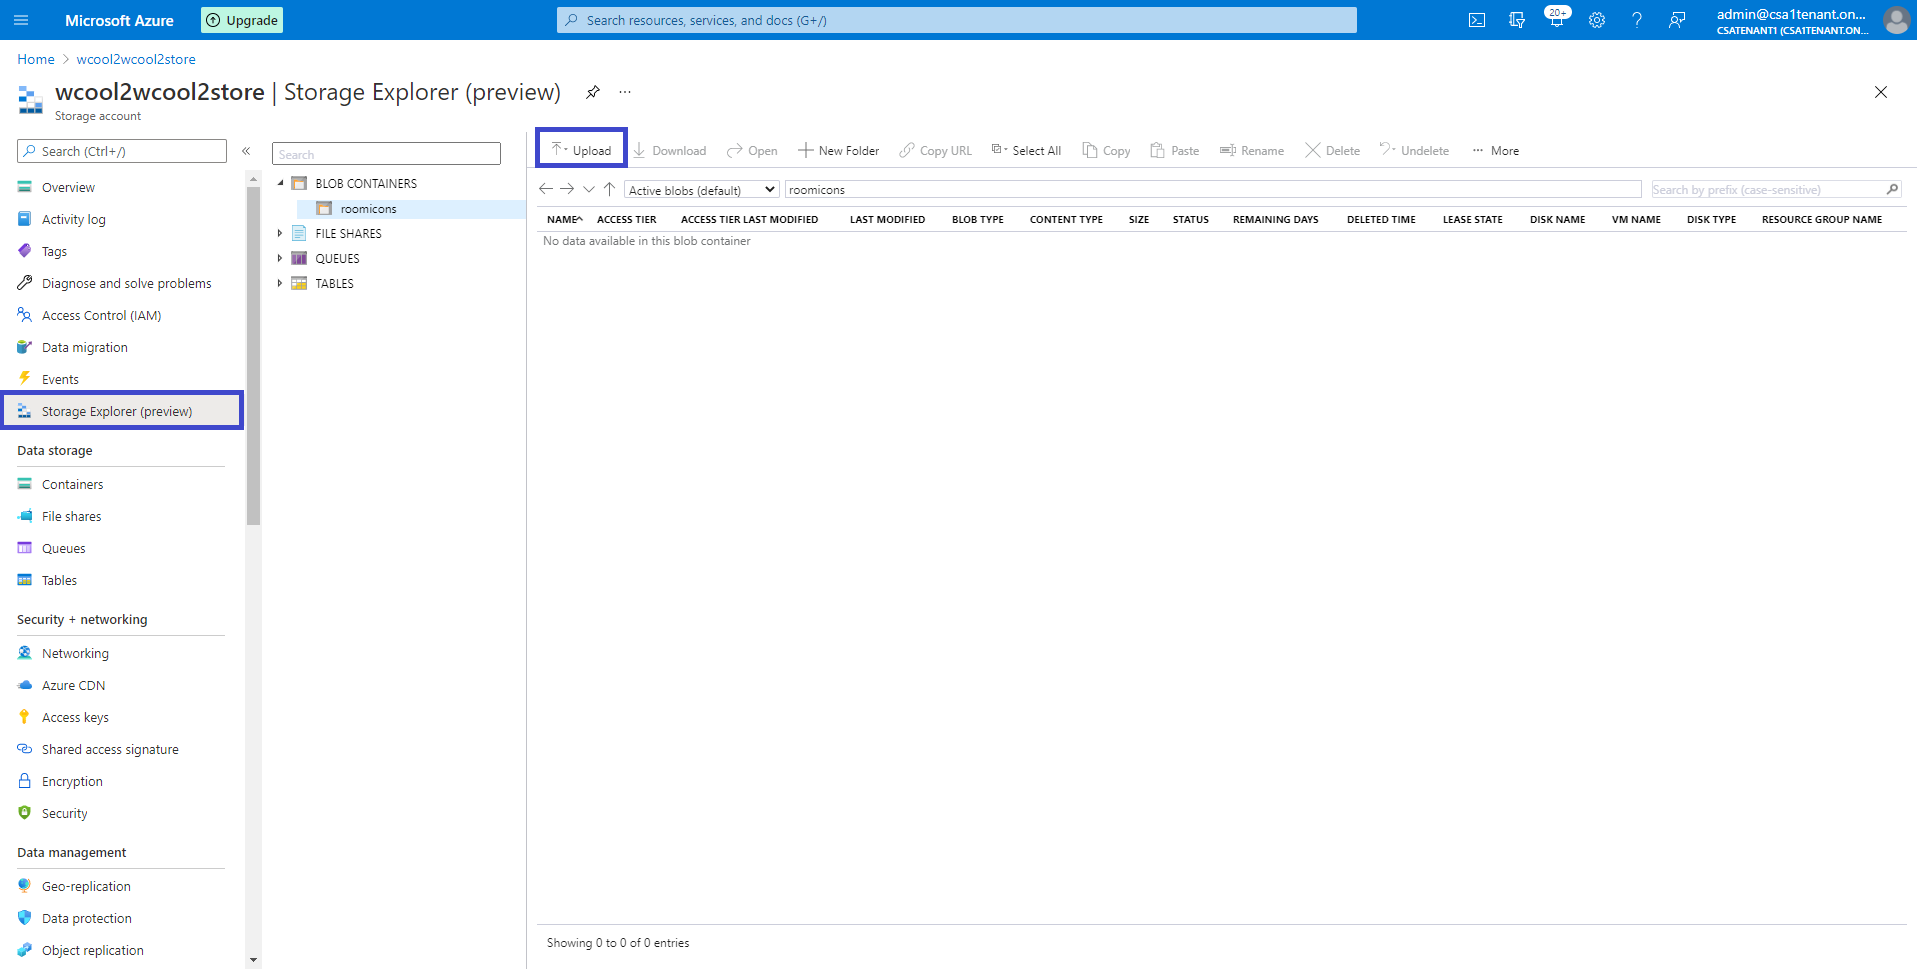 Microsoft Azure
Upgrade
Search resources, services, and docs (G+/)
20+
admin@csa1tenant.on...
CSATENANT1 (CSA1TENANT.ON...
Home > wcool2wcool2store
wcool2wcool2store | Storage Explorer (preview) ...
Storage account
Search (Ctrl+/)
«
Overview
Activity log
Tags
Diagnose and solve problems
Access Control (IAM)
Data migration
Events
Storage Explorer (preview)
Data storage
Containers
File shares
Queues
Tables
Security + networking
Networking
Azure CDN
Access keys
Shared access signature
Encryption
Security
Data management
Geo-replication
Data protection
Object replication
Search
BLOB CONTAINERS
roomicons
FILE SHARES
QUEUES
TABLES
Upload Download Open New Folder Copy URL Select All Copy Paste Rename Delete Undelete ... More
Active blobs (default) roomicons Search by prefix (case-sensitive)
NAME ACCESS TIER ACCESS TIER LAST MODIFIED LAST MODIFIED BLOB TYPE CONTENT TYPE SIZE STATUS REMAINING DAYS DELETED TIME LEASE STATE DISK NAME VM NAME DISK TYPE RESOURCE GROUP NAME
No data available in this blob container
Showing 0 to 0 of 0 entries